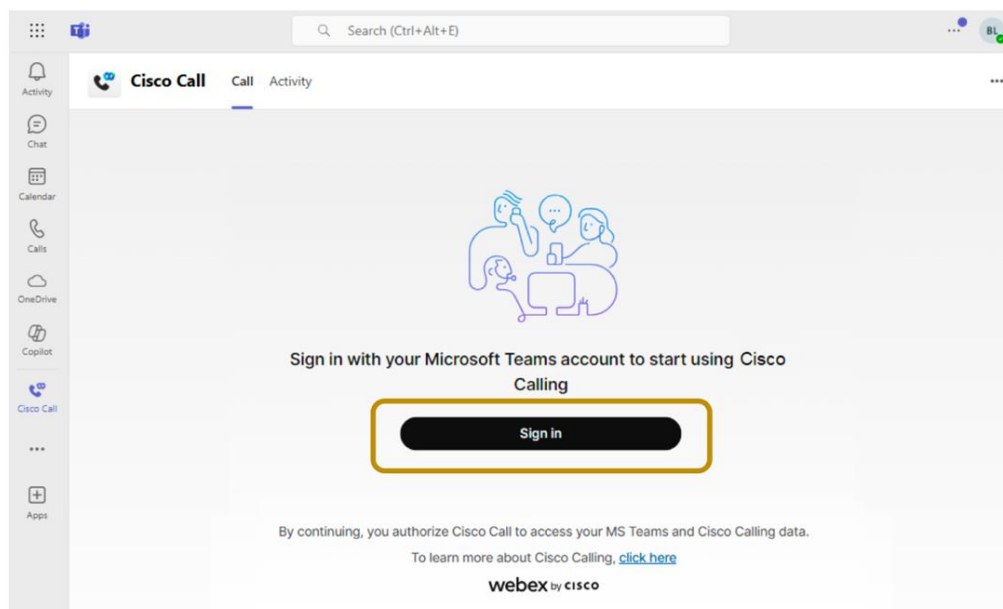 Search (Ctrl+Alt+E)
BL
Activity
Cisco Call
Call
Activity
Chat
Calendar
Calls
OneDrive
Copilot
Cisco Call
Apps
Sign in with your Microsoft Teams account to start using Cisco
Calling
Sign in
By continuing, you authorize Cisco Call to access your MS Teams and Cisco Calling data.
To learn more about Cisco Calling, click here
webex by CISCO